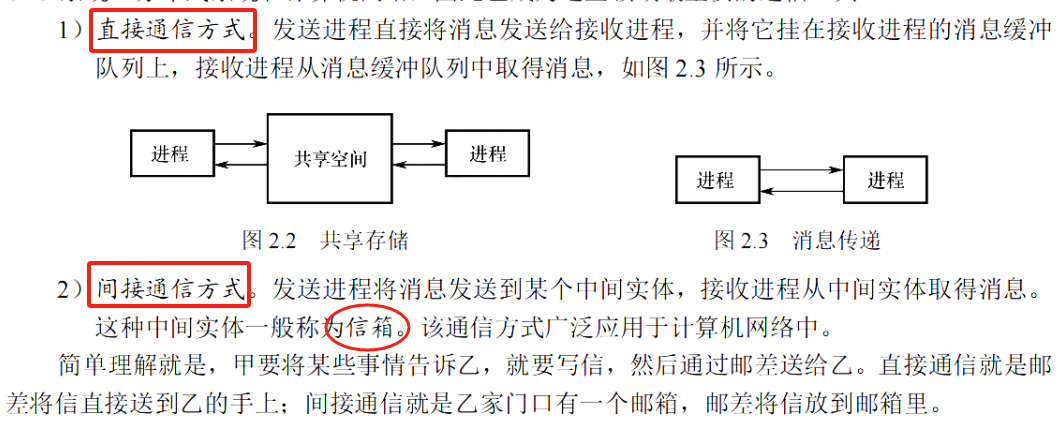 1）直接通信方式。发送进程直接将消息发送给接收进程，并将它挂在接收进程的消息缓冲
队列上，接收进程从消息缓冲队列中取得消息，如图 2.3 所示。
进程
共享空间
进程
进程
进程
图 2.2 共享存储
图 2.3 消息传递
2）间接通信方式。发送进程将消息发送到某个中间实体，接收进程从中间实体取得消息。
这种中间实体一般称为信箱。该通信方式广泛应用于计算机网络中。
简单理解就是，甲要将某些事情告诉乙，就要写信，然后通过邮差送给乙。直接通信就是邮
差将信直接送到乙的手上；间接通信就是乙家门口有一个邮箱，邮差将信放到邮箱里。